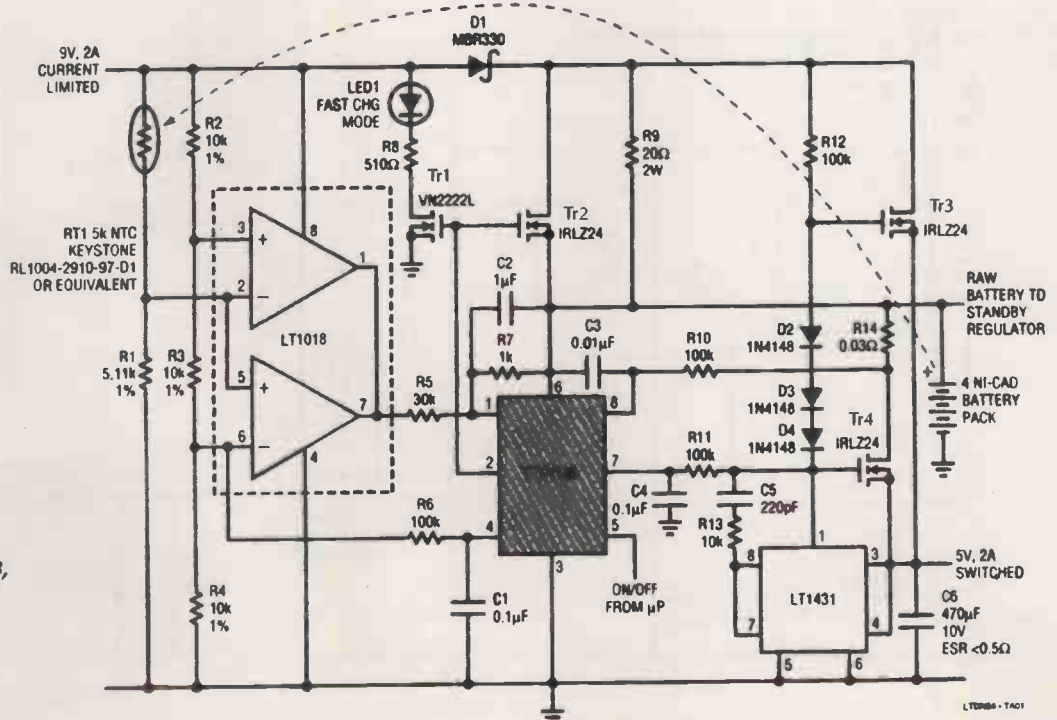 D1
MBR330
9V, 2A
CURRENT
LIMITED
LED1
FAST CHG
MODE
R2
10k
1%
R8
510Ω
R9
20Ω
2W
R12
100k
Tr1
VN2222L
Tr2
IRLZ24
Tr3
IRLZ24
3
+
8
1
2
−
RT1 5k NTC
KEYSTONE
RL1004-2910-97-D1
OR EQUIVALENT
LT1018
C2
1µF
RAW
BATTERY TO
STANDBY
REGULATOR
R1
5.11k
1%
R3
10k
1%
R7
1k
C3
0.01µF
R10
100k
D2
1N4148
R14
0.03Ω
5
+
7
6
−
4
R5
30k
6
1
8
D3
1N4148
D4
1N4148
+
4 NI-CAD
BATTERY
PACK
Tr4
IRLZ24
2
7
R11
100k
C4
0.1µF
C5
220pF
R6
100k
4
5
3
R13
10k
1
8
3
7
4
LT1431
5
6
5V, 2A
SWITCHED
R4
10k
1%
C1
0.1µF
ON/OFF
FROM µP
C6
470µF
10V
ESR <0.5Ω